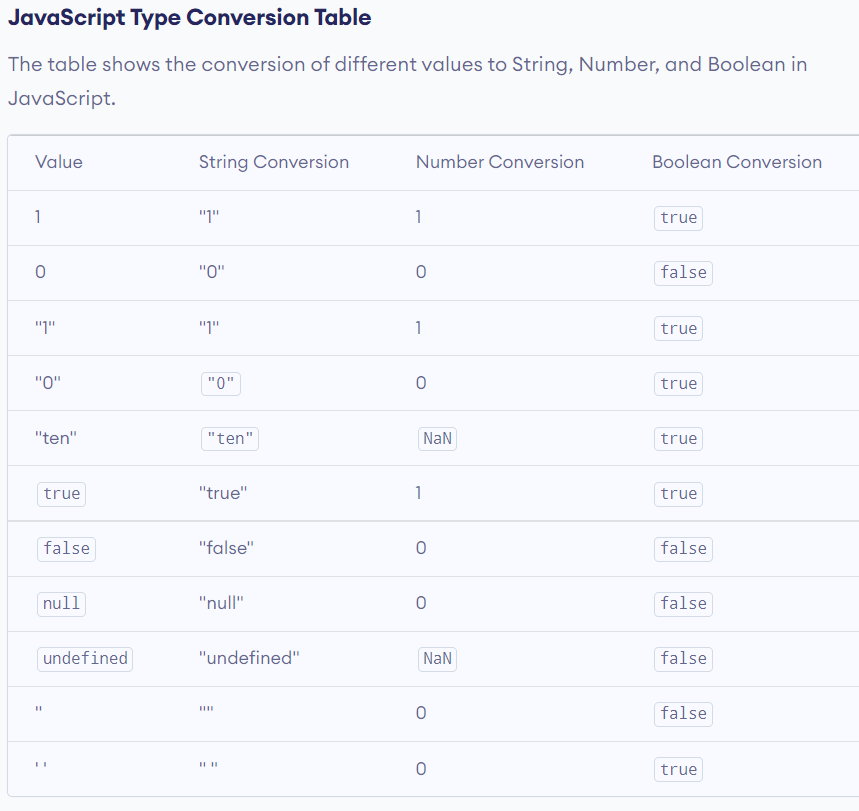 JavaScript Type Conversion Table
The table shows the conversion of different values to String, Number, and Boolean in
JavaScript.
Value String Conversion Number Conversion Boolean Conversion
1 "1" 1 true
0 "0" 0 false
"1" "1" 1 true
"0" "0" 0 true
"ten" "ten" NaN true
true "true" 1 true
false "false" 0 false
null "null" 0 false
undefined "undefined" NaN false
'' "" 0 false
' ' " " 0 true